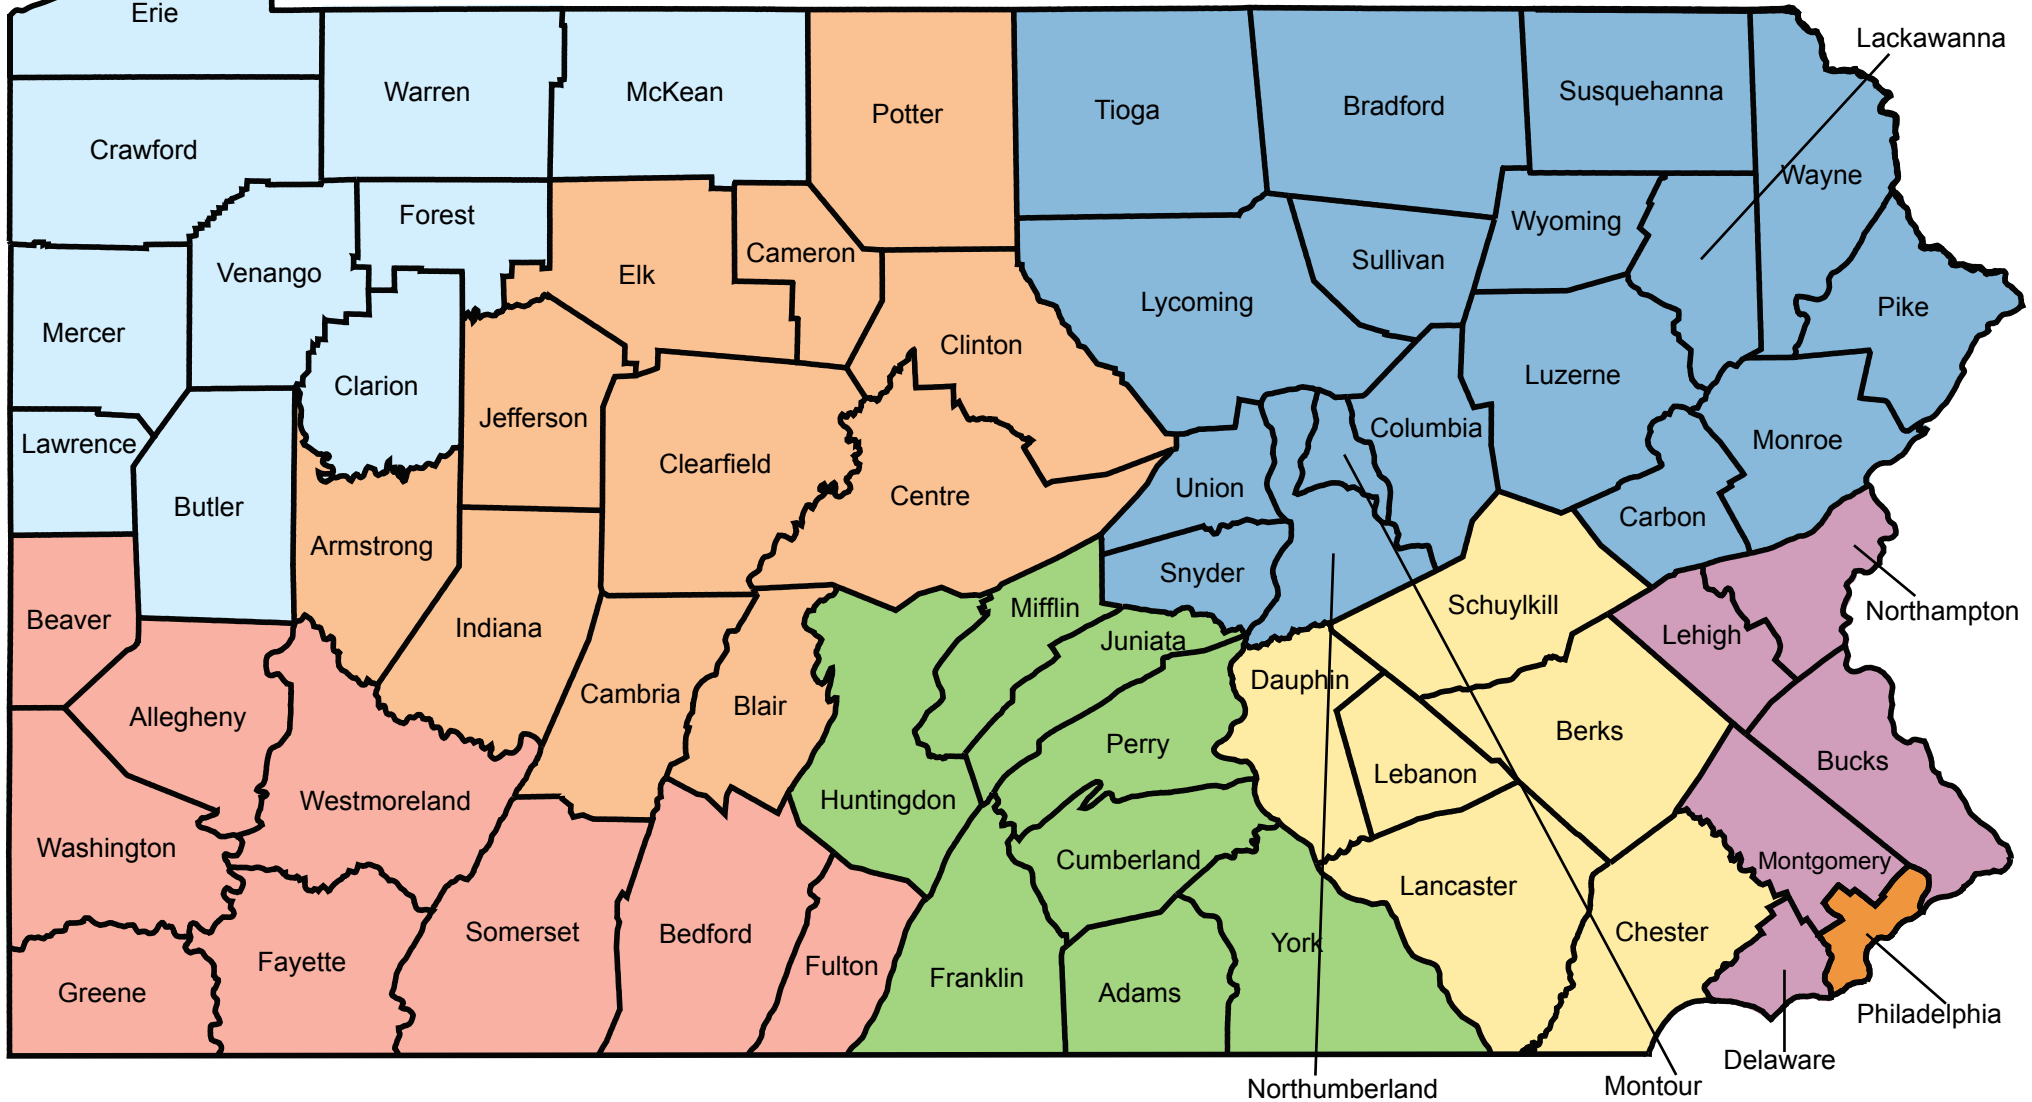 Erie
Lackawanna
Warren
McKean
Susquehanna
Bradford
Tioga
Potter
Crawford
Wayne
Forest
Wyoming
Cameron
Sullivan
Venango
Elk
Lycoming
Pike
Mercer
Clinton
Luzerne
Clarion
Jefferson
Columbia
Monroe
Lawrence
Clearfield
Union
Centre
Butler
Carbon
Armstrong
Snyder
Schuylkill
Mifflin
Northampton
Beaver
Indiana
Lehigh
Juniata
Dauphin
Cambria
Blair
Allegheny
Berks
Perry
Bucks
Lebanon
Huntingdon
Westmoreland
Washington
Cumberland
Montgomery
Lancaster
Somerset
Bedford
Chester
York
Fayette
Fulton
Franklin
Greene
Adams
Philadelphia
Delaware
Montour
Northumberland